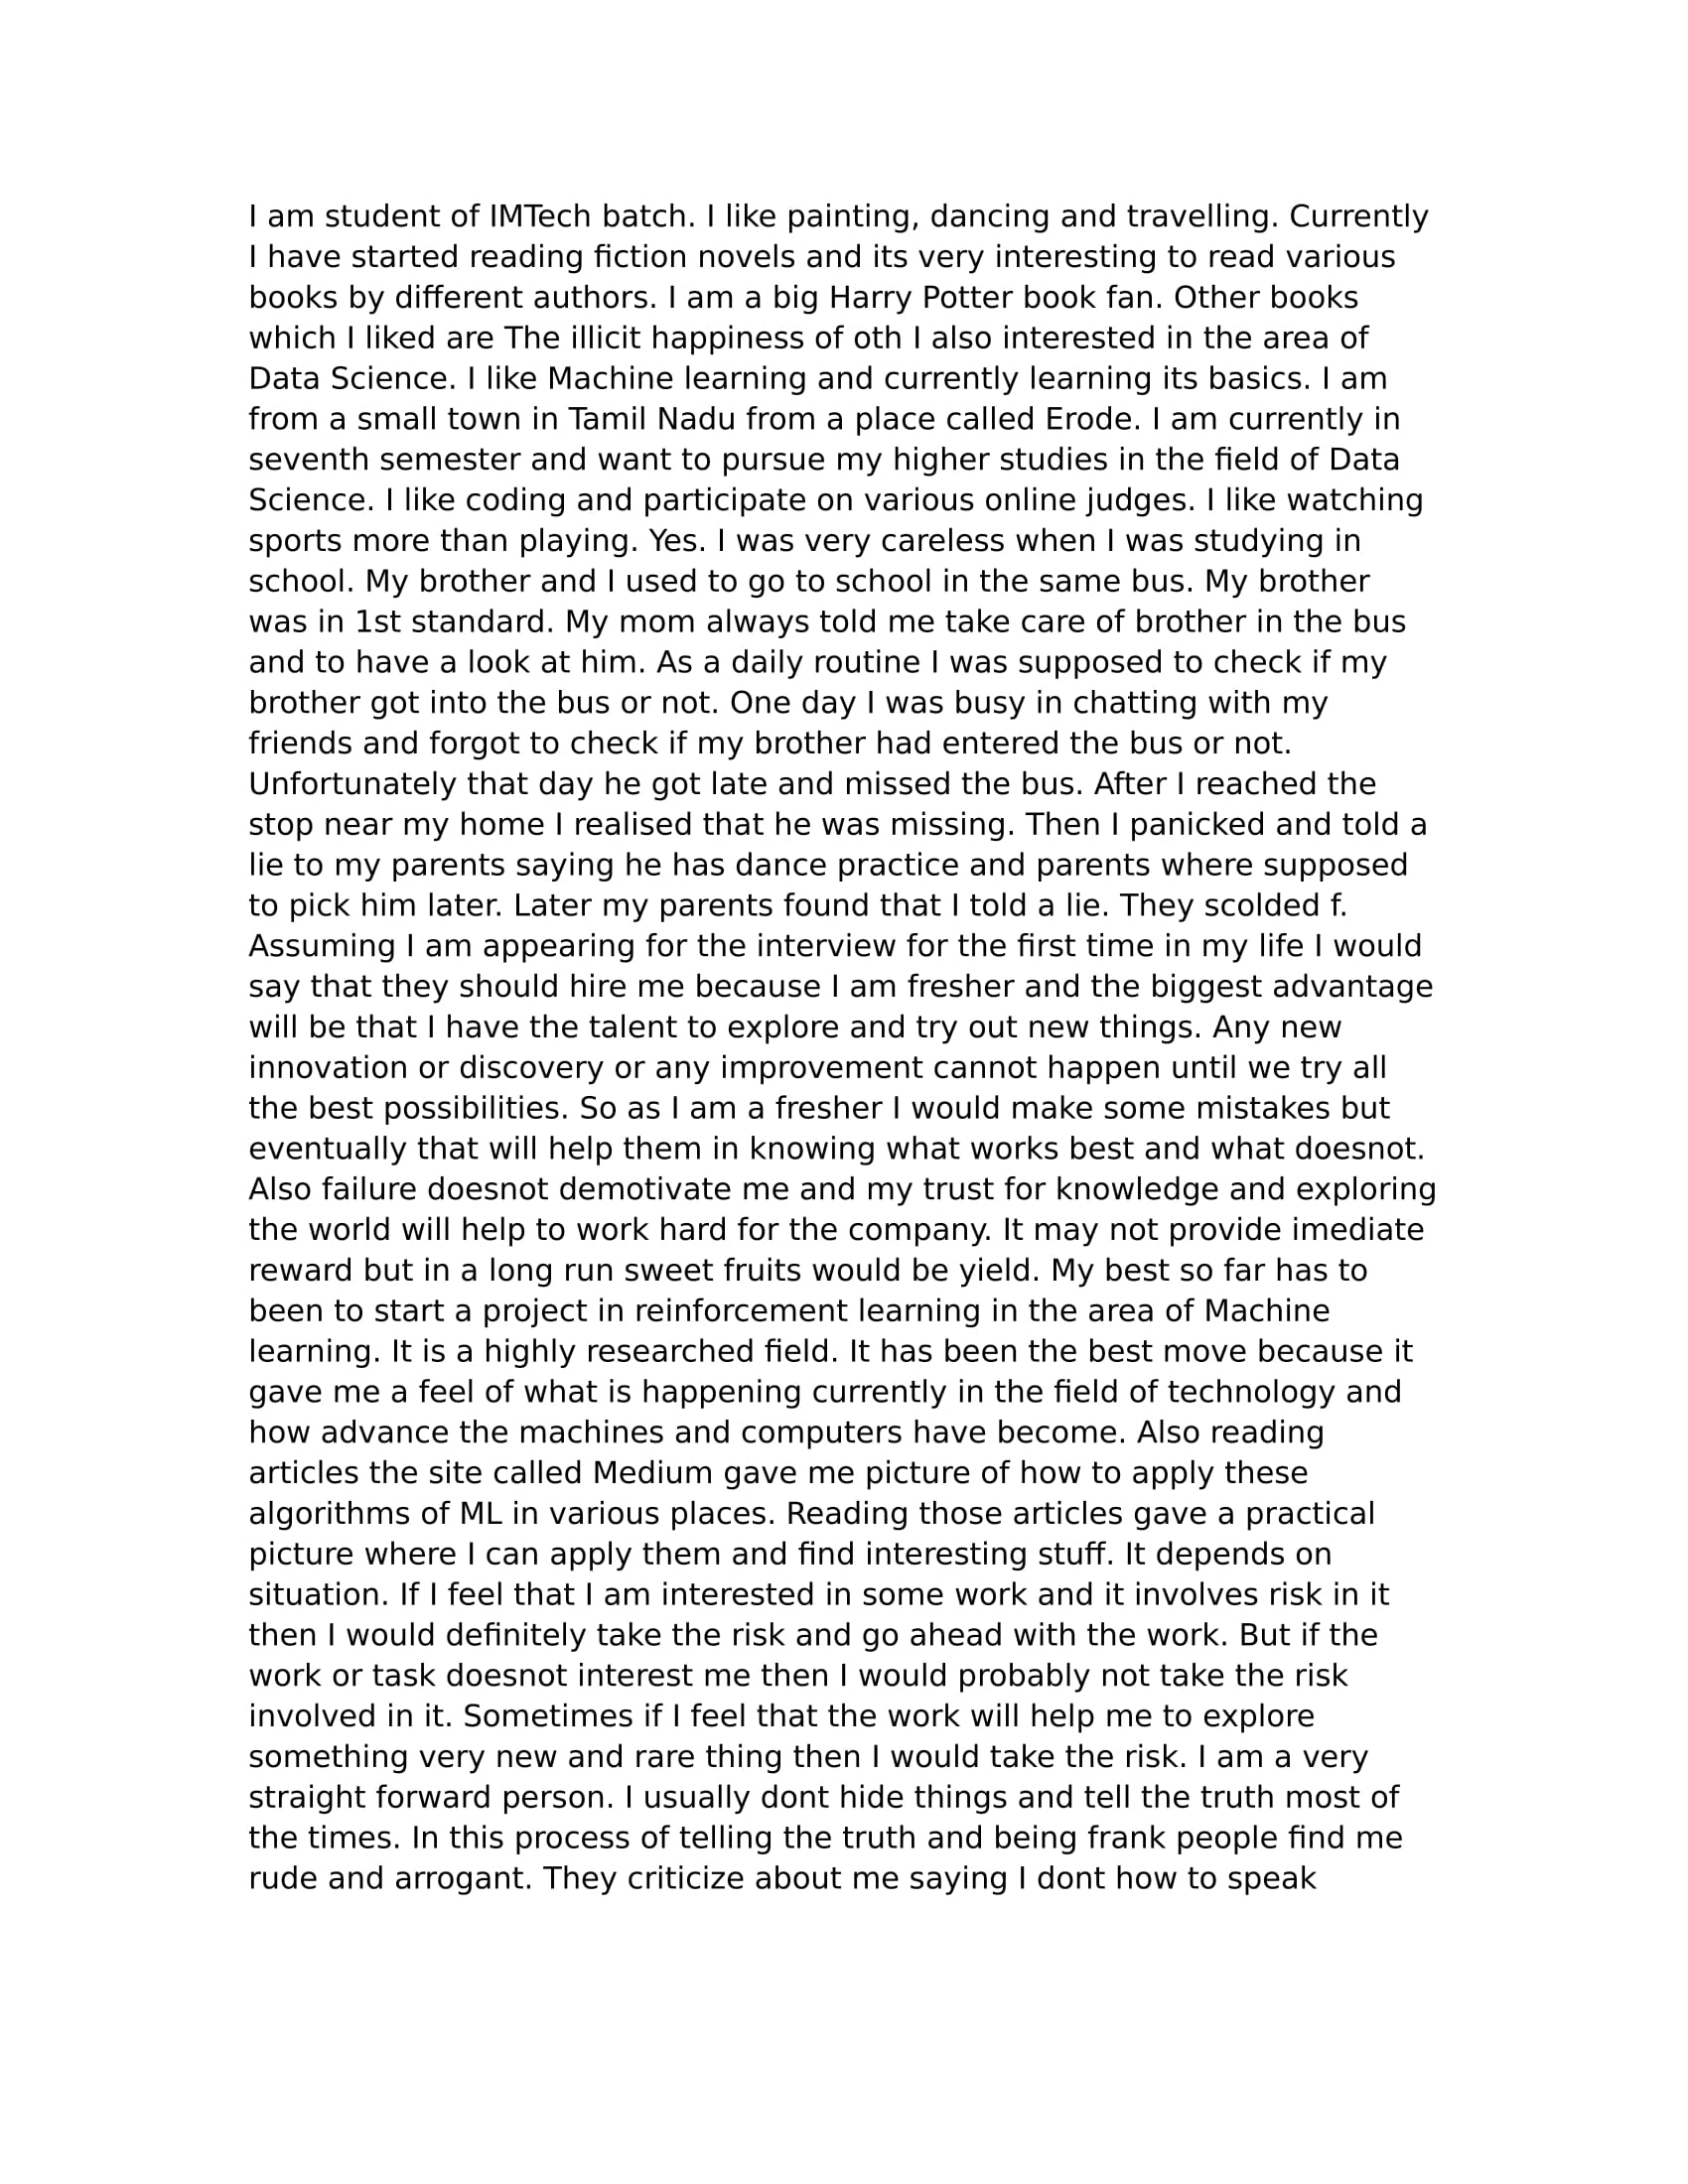 I am student of IMTech batch. I like painting, dancing and travelling. Currently
I have started reading fiction novels and its very interesting to read various
books by different authors. I am a big Harry Potter book fan. Other books
which I liked are The illicit happiness of oth I also interested in the area of
Data Science. I like Machine learning and currently learning its basics. I am
from a small town in Tamil Nadu from a place called Erode. I am currently in
seventh semester and want to pursue my higher studies in the field of Data
Science. I like coding and participate on various online judges. I like watching
sports more than playing. Yes. I was very careless when I was studying in
school. My brother and I used to go to school in the same bus. My brother
was in 1st standard. My mom always told me take care of brother in the bus
and to have a look at him. As a daily routine I was supposed to check if my
brother got into the bus or not. One day I was busy in chatting with my
friends and forgot to check if my brother had entered the bus or not.
Unfortunately that day he got late and missed the bus. After I reached the
stop near my home I realised that he was missing. Then I panicked and told a
lie to my parents saying he has dance practice and parents where supposed
to pick him later. Later my parents found that I told a lie. They scolded f.
Assuming I am appearing for the interview for the first time in my life I would
say that they should hire me because I am fresher and the biggest advantage
will be that I have the talent to explore and try out new things. Any new
innovation or discovery or any improvement cannot happen until we try all
the best possibilities. So as I am a fresher I would make some mistakes but
eventually that will help them in knowing what works best and what doesnot.
Also failure doesnot demotivate me and my trust for knowledge and exploring
the world will help to work hard for the company. It may not provide imediate
reward but in a long run sweet fruits would be yield. My best so far has to
been to start a project in reinforcement learning in the area of Machine
learning. It is a highly researched field. It has been the best move because it
gave me a feel of what is happening currently in the field of technology and
how advance the machines and computers have become. Also reading
articles the site called Medium gave me picture of how to apply these
algorithms of ML in various places. Reading those articles gave a practical
picture where I can apply them and find interesting stuff. It depends on
situation. If I feel that I am interested in some work and it involves risk in it
then I would definitely take the risk and go ahead with the work. But if the
work or task doesnot interest me then I would probably not take the risk
involved in it. Sometimes if I feel that the work will help me to explore
something very new and rare thing then I would take the risk. I am a very
straight forward person. I usually dont hide things and tell the truth most of
the times. In this process of telling the truth and being frank people find me
rude and arrogant. They criticize about me saying I dont how to speak